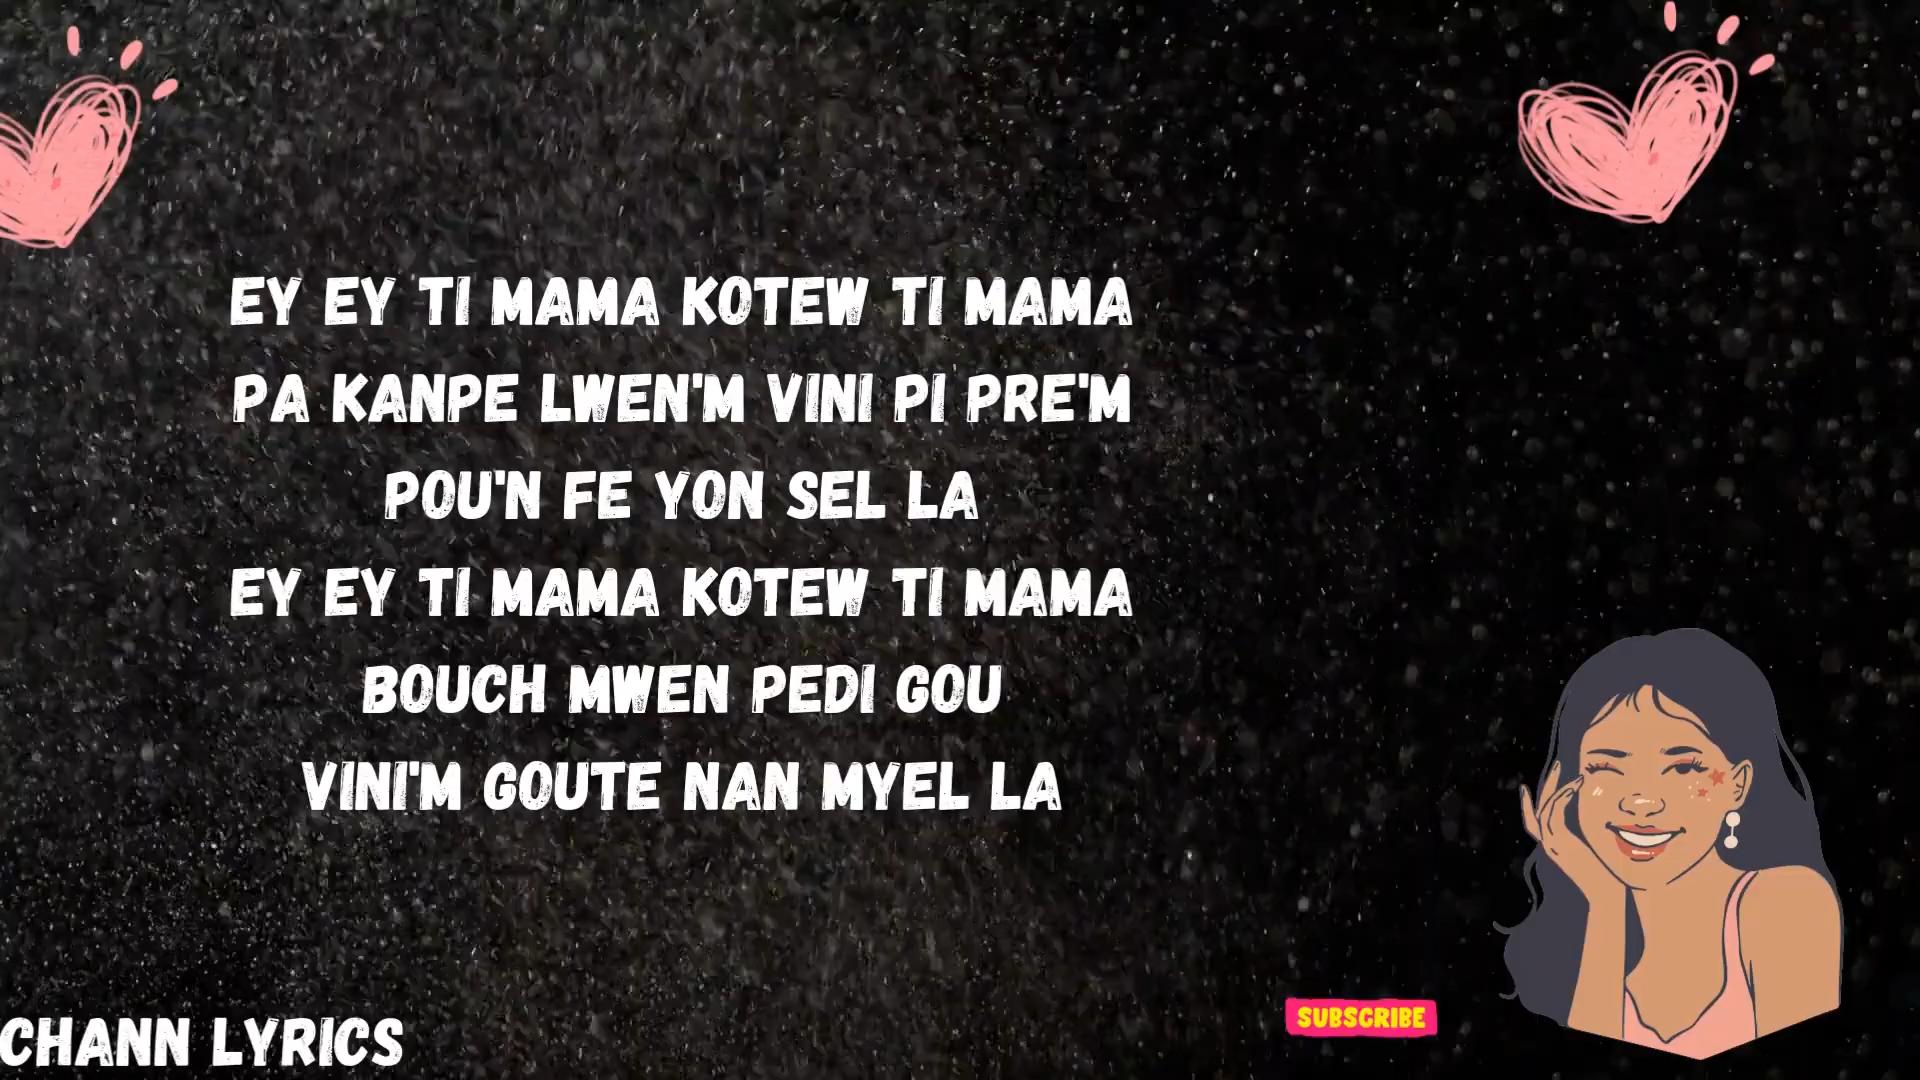 EY EY TI MAMA KOTEW TI MAMA
PA KANPE LWEN'M VINI PI PRE'M
POU'N FE YON SEL LA
EY EY TI MAMA KOTEW TI MAMA
BOUCH MWEN PEDI GOU
VINI'M GOUTE NAN MYEL LA
SUBSCRIBE
CHANN LYRICS